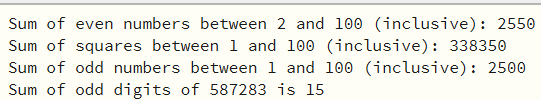 Sum of even numbers between 2 and 100 (inclusive): 2550
Sum of squares between 1 and 100 (inclusive): 338350
Sum of odd numbers between 1 and 100 (inclusive): 2500
Sum of odd digits of 587283 is 15